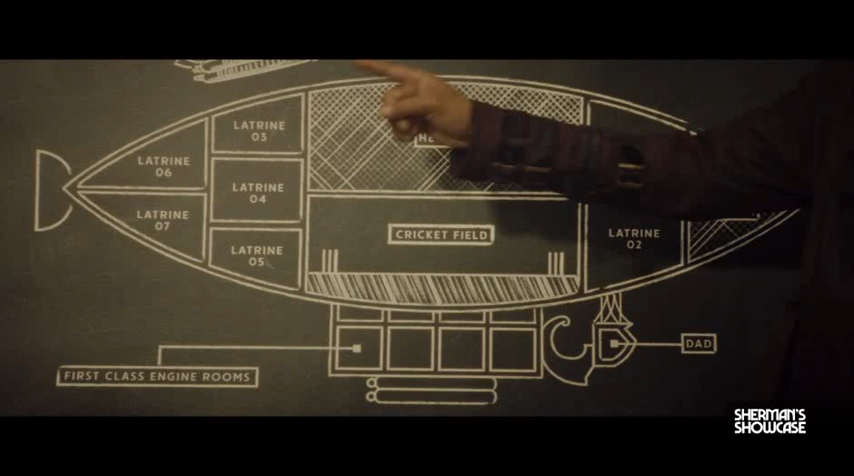 LATRINE
03
LATRINE
06
LATRINE
04
LATRINE
07
LATRINE
05
CRICKET FIELD
LATRINE
02
DAD
FIRST CLASS ENGINE ROOMS
SHERMAN'S
SHOWCASE